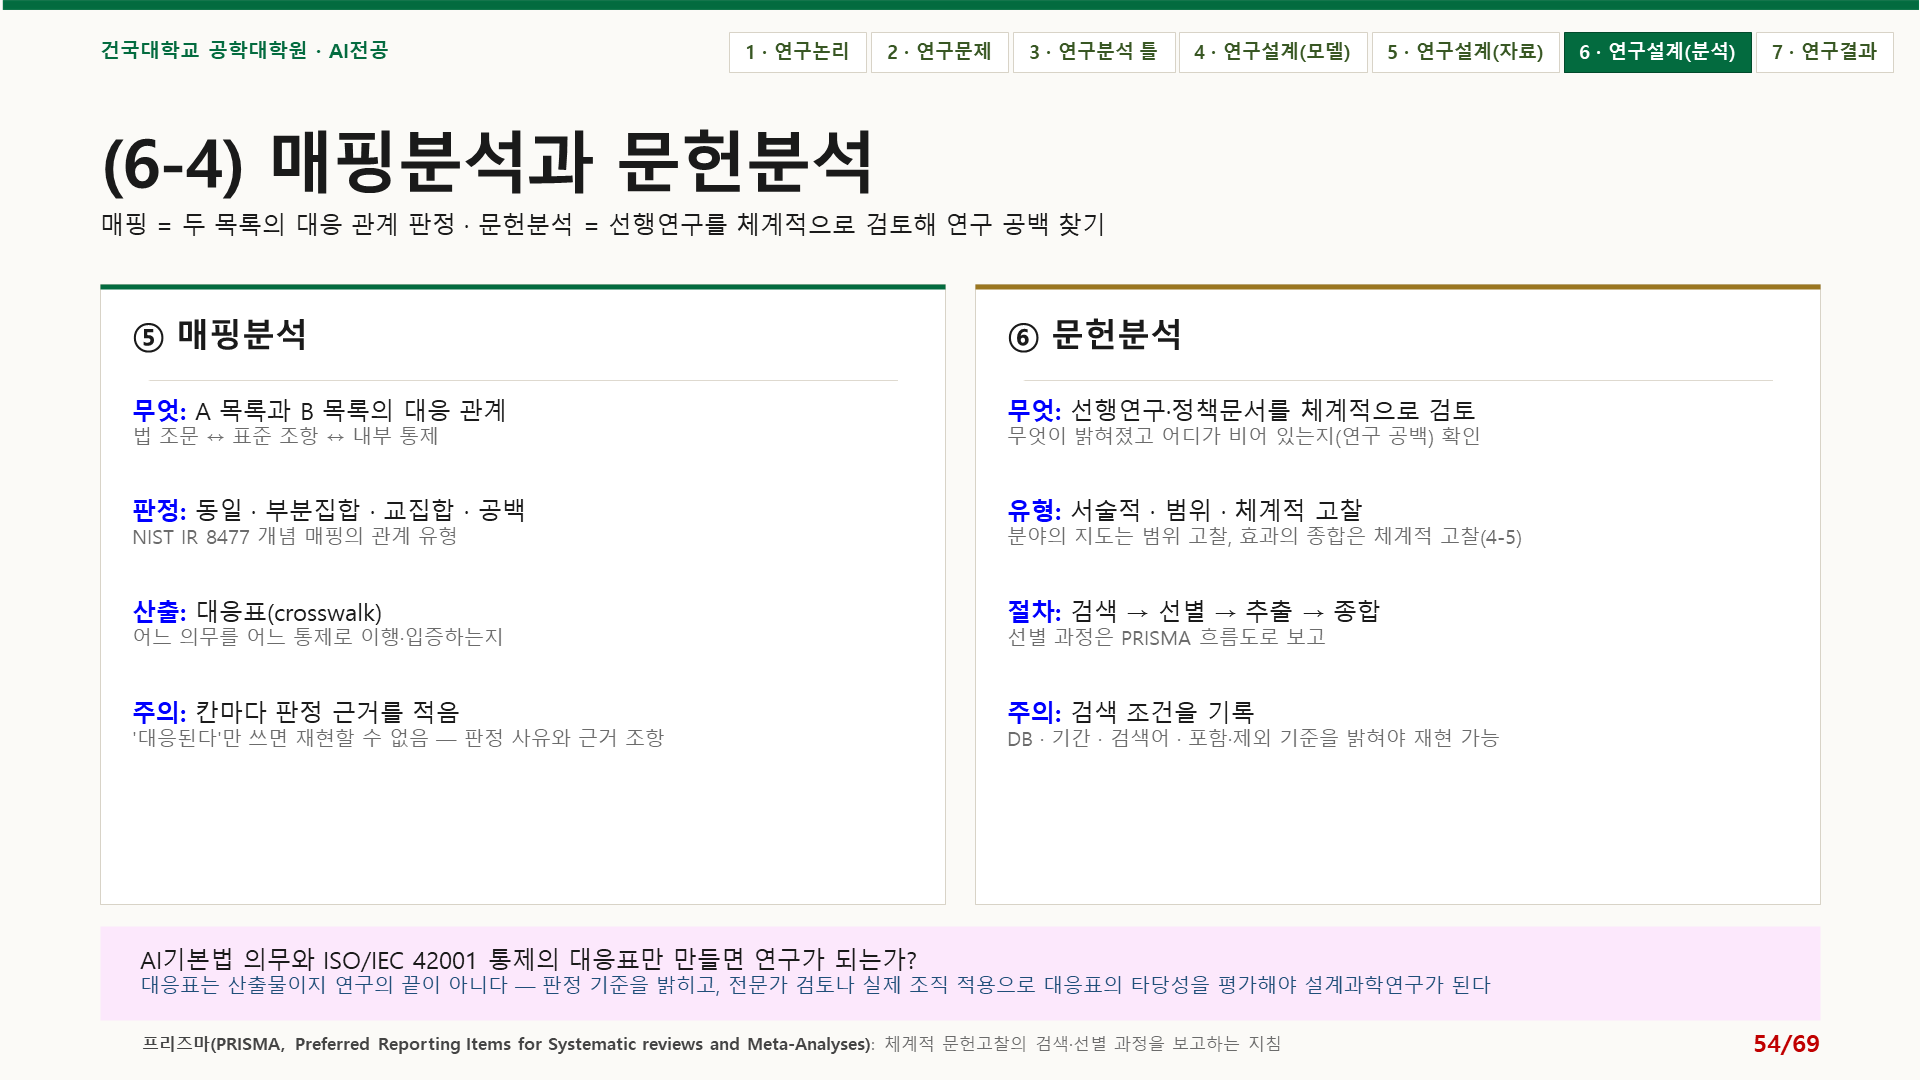 건국대학교 공학대학원 · AI전공
1 · 연구논리
2 · 연구문제
3 · 연구분석 틀
4 · 연구설계(모델)
5 · 연구설계(자료)
6 · 연구설계(분석)
7 · 연구결과
(6-4) 매핑분석과 문헌분석
매핑 = 두 목록의 대응 관계 판정 · 문헌분석 = 선행연구를 체계적으로 검토해 연구 공백 찾기
⑤ 매핑분석
무엇: A 목록과 B 목록의 대응 관계
법 조문 ↔ 표준 조항 ↔ 내부 통제
판정: 동일 · 부분집합 · 교집합 · 공백
NIST IR 8477 개념 매핑의 관계 유형
산출: 대응표(crosswalk)
어느 의무를 어느 통제로 이행·입증하는지
주의: 칸마다 판정 근거를 적음
'대응된다'만 쓰면 재현할 수 없음 — 판정 사유와 근거 조항
⑥ 문헌분석
무엇: 선행연구·정책문서를 체계적으로 검토
무엇이 밝혀졌고 어디가 비어 있는지(연구 공백) 확인
유형: 서술적 · 범위 · 체계적 고찰
분야의 지도는 범위 고찰, 효과의 종합은 체계적 고찰(4-5)
절차: 검색 → 선별 → 추출 → 종합
선별 과정은 PRISMA 흐름도로 보고
주의: 검색 조건을 기록
DB · 기간 · 검색어 · 포함·제외 기준을 밝혀야 재현 가능
AI기본법 의무와 ISO/IEC 42001 통제의 대응표만 만들면 연구가 되는가?
대응표는 산출물이지 연구의 끝이 아니다 — 판정 기준을 밝히고, 전문가 검토나 실제 조직 적용으로 대응표의 타당성을 평가해야 설계과학연구가 된다
프리즈마(PRISMA, Preferred Reporting Items for Systematic reviews and Meta-Analyses): 체계적 문헌고찰의 검색·선별 과정을 보고하는 지침
54/69